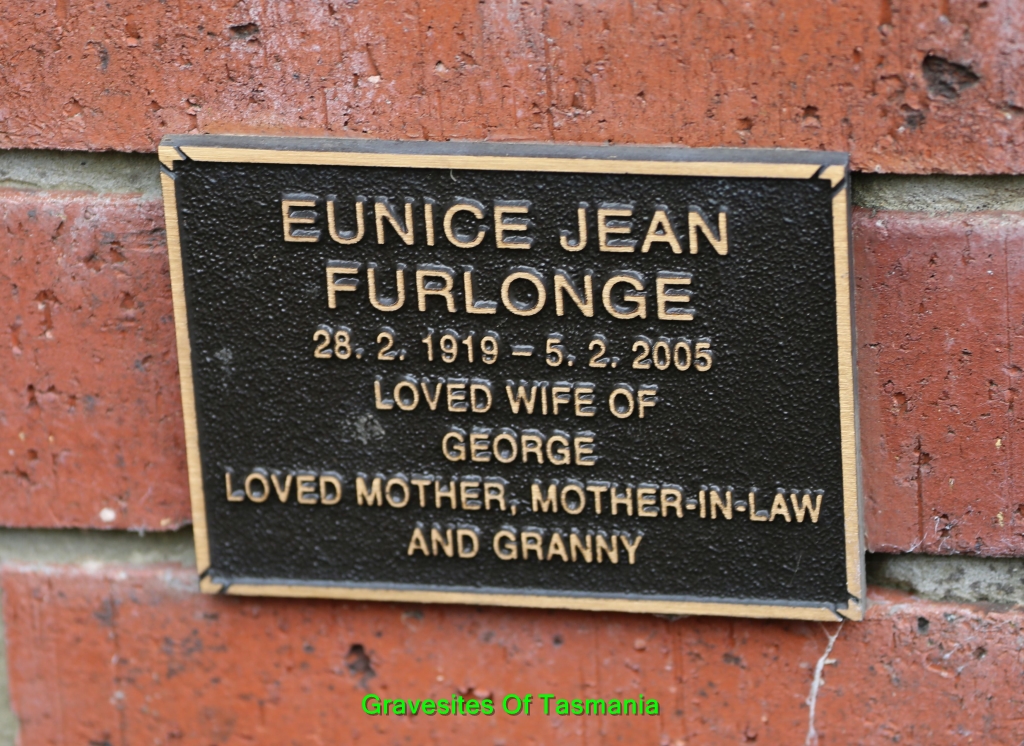 EUNICE JEAN
FURLONGE
28. 2. 1919 – 5. 2. 2005
LOVED WIFE OF
GEORGE
LOVED MOTHER, MOTHER-IN-LAW
AND GRANNY
Gravesites Of Tasmania